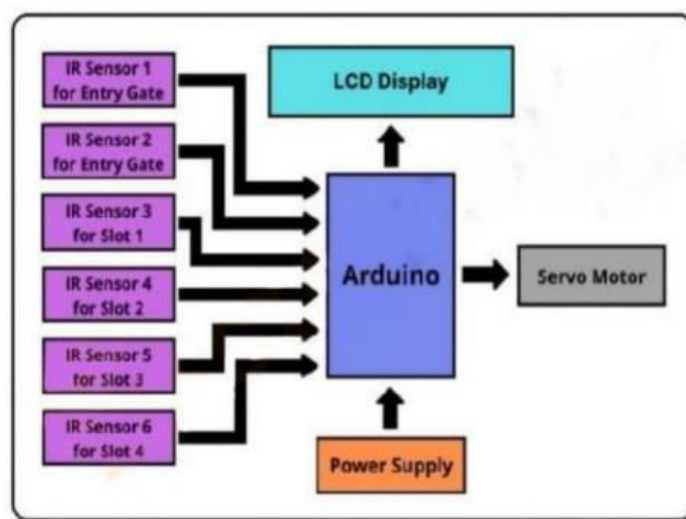 IR Sensor 1
for Entry Gate
IR Sensor 2
for Entry Gate
IR Sensor 3
for Slot 1
IR Sensor 4
for Slot 2
IR Sensor 5
for Slot 3
IR Sensor 6
for Slot 4
LCD Display
Arduino
Servo Motor
Power Supply